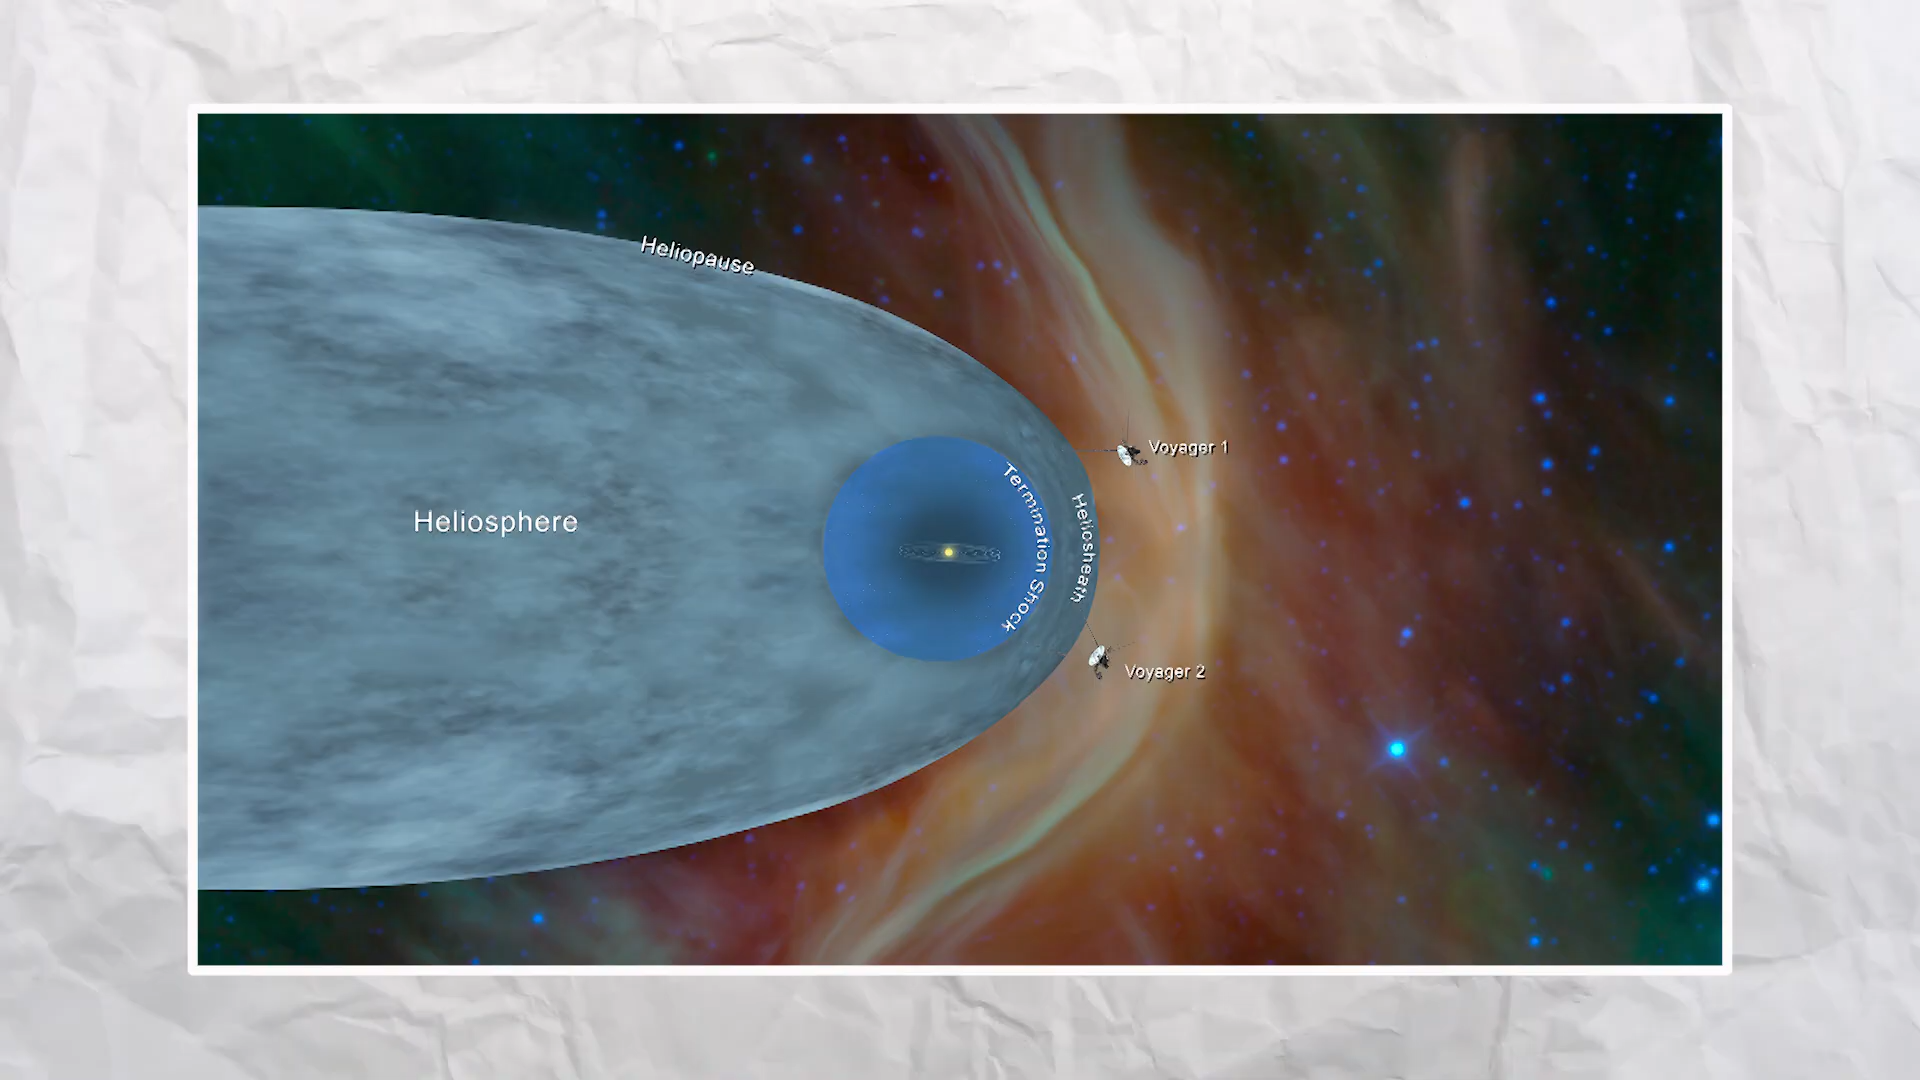 Heliopause
Voyager 1
Termination Shock
Heliosheath
Heliosphere
Voyager 2